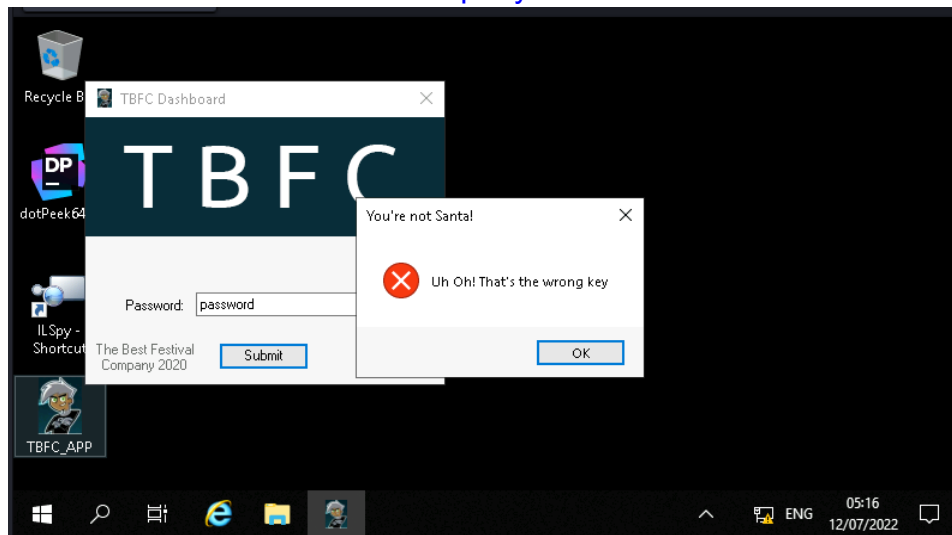 Recycle B
TBFC Dashboard
T B F C
DP
dotPeek64
You're not Santa!
Uh Oh! That's the wrong key
Password:
password
ILSpy -
Shortcut
The Best Festival
Company 2020
Submit
OK
TBFC_APP
ENG
05:16
12/07/2022